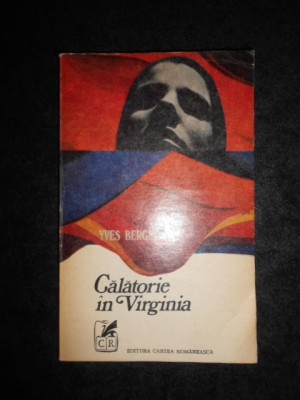 YVES BERGER
Călătorie
în Virginia
CR
EDITURA CARTEA ROMÂNEASCĂ